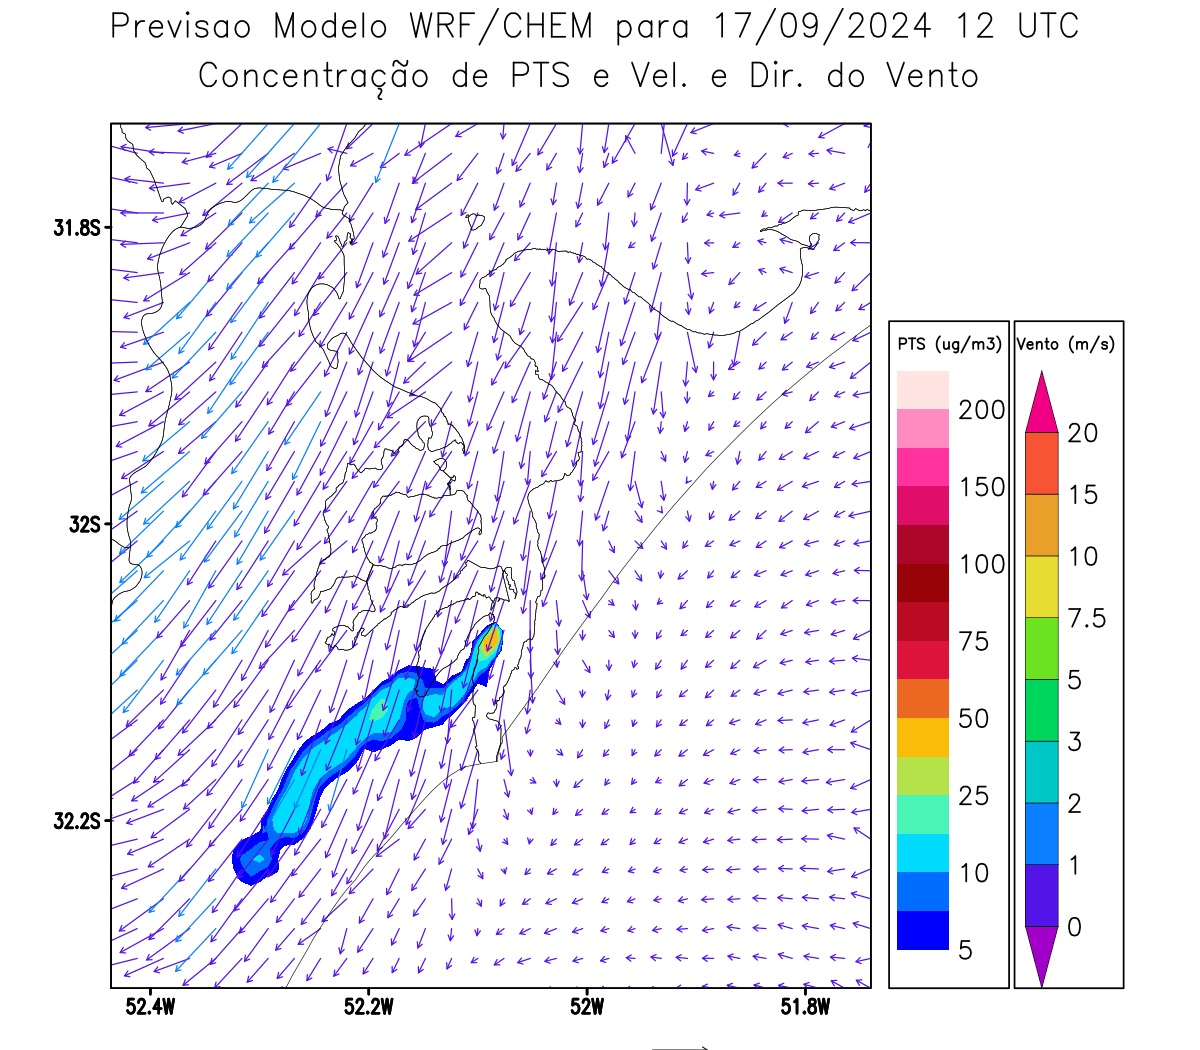 Previsao Modelo WRF/CHEM para 17/09/2024 12 UTC
Concentração de PTS e Vel. e Dir. do Vento
31.8S
32S
32.2S
52.4W 52.2W 52W 51.8W
PTS (ug/m3) Vento (m/s)
200
150
100
75
50
25
10
5
20
15
10
7.5
5
3
2
1
0